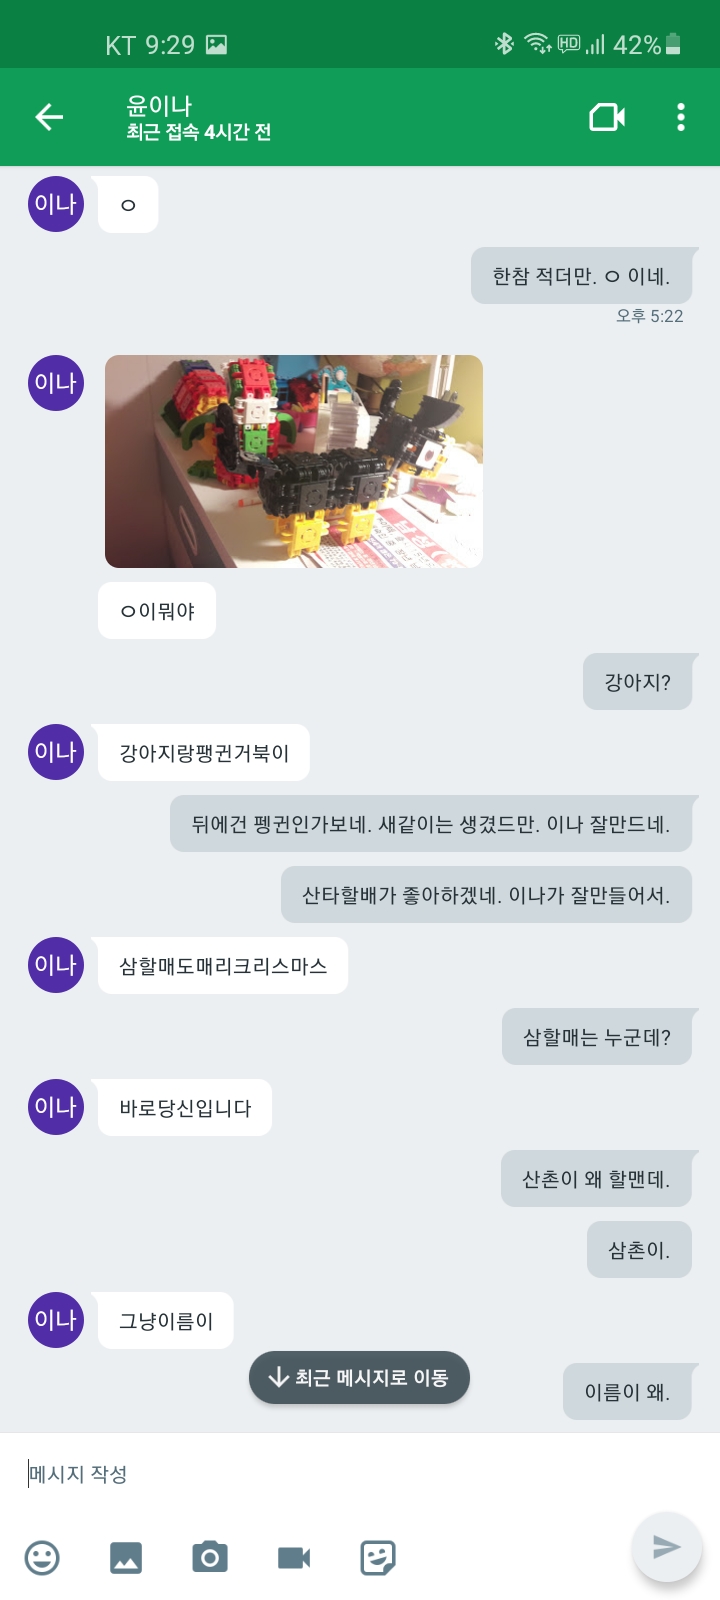 KT 9:29
HD
42%
윤이나
최근 접속 4시간 전
이나
ㅇ
한참 적더만. ㅇ 이네.
오후 5:22
이나
ㅇ이뭐야
강아지?
이나
강아지랑팽귄거북이
뒤에건 펭귄인가보네. 새같이는 생겼드만. 이나 잘만드네.
산타할배가 좋아하겠네. 이나가 잘만들어서.
이나
삼할매도매리크리스마스
삼할매는 누군데?
이나
바로당신입니다
산촌이 왜 할맨데.
삼촌이.
이나
그냥이름이
최근 메시지로 이동
이름이 왜.
메시지 작성